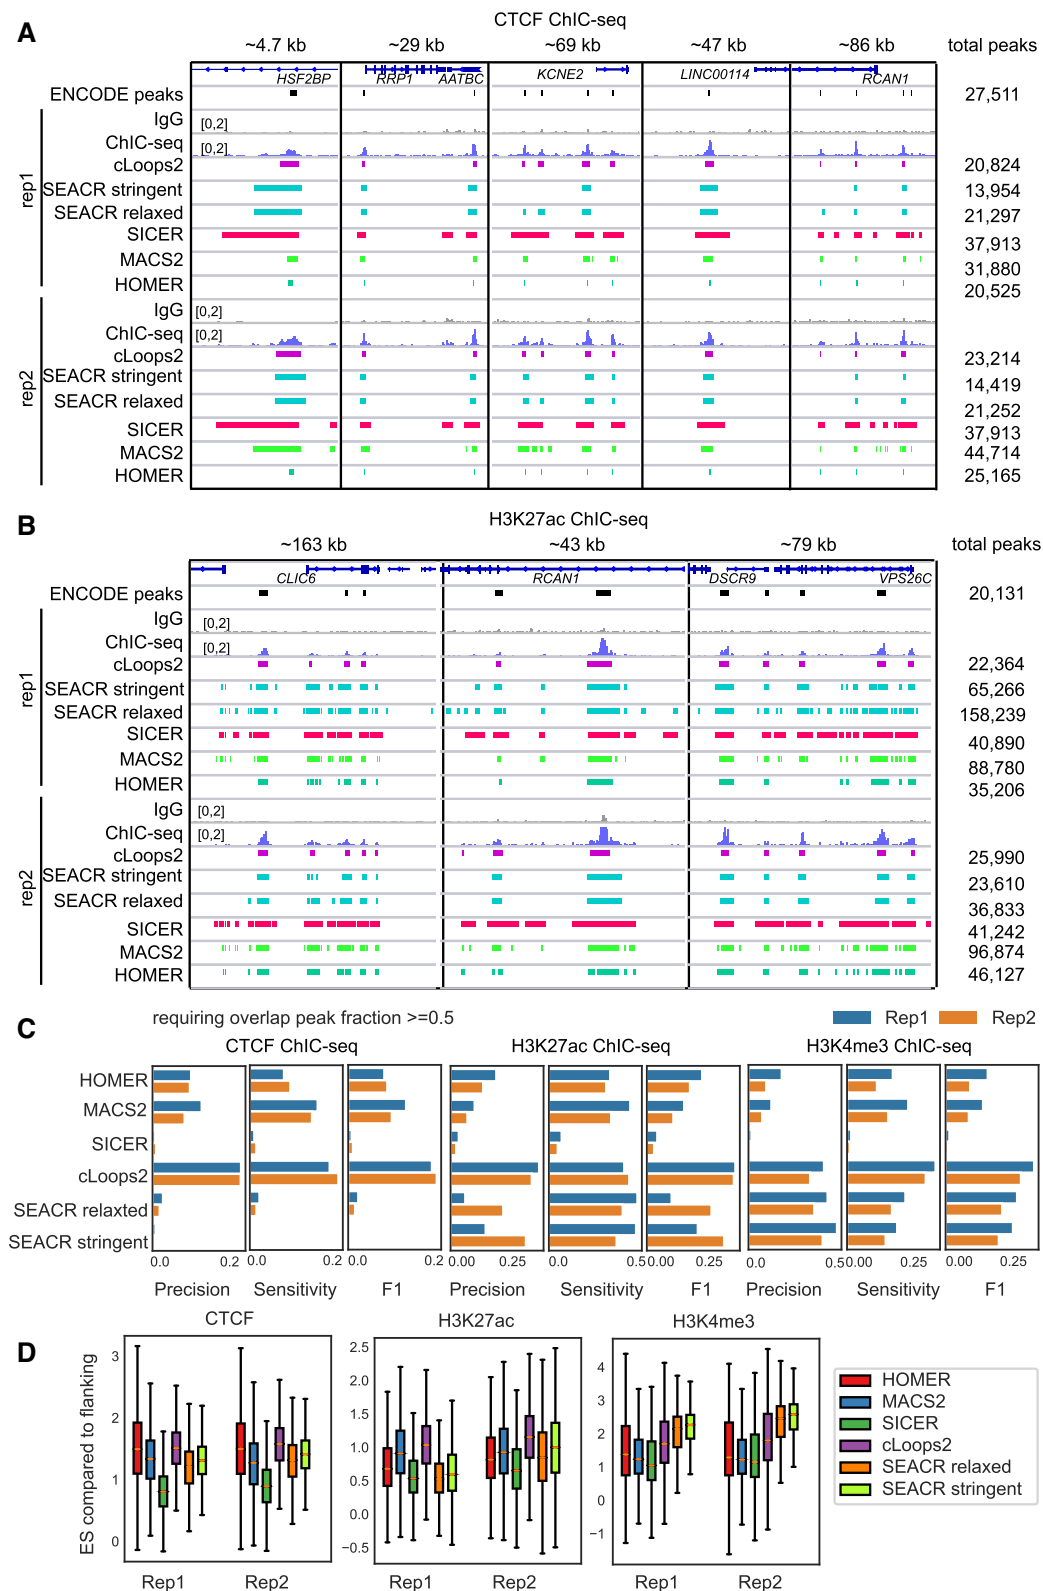 A
CTCF ChIC-seq
~4.7 kb ~29 kb ~69 kb ~47 kb ~86 kb total peaks
HSF2BP RRP1 AATBC KCNE2 LINC00114 RCAN1
ENCODE peaks 27,511
rep1
IgG [0,2]
ChIC-seq [0,2]
cLoops2 20,824
SEACR stringent 13,954
SEACR relaxed 21,297
SICER 37,913
MACS2 31,880
HOMER 20,525
rep2
IgG [0,2]
ChIC-seq [0,2]
cLoops2 23,214
SEACR stringent 14,419
SEACR relaxed 21,252
SICER 37,913
MACS2 44,714
HOMER 25,165
B
H3K27ac ChIC-seq
~163 kb ~43 kb ~79 kb total peaks
CLIC6 RCAN1 DSCR9 VPS26C
ENCODE peaks 20,131
rep1
IgG [0,2]
ChIC-seq [0,2]
cLoops2 22,364
SEACR stringent 65,266
SEACR relaxed 158,239
SICER 40,890
MACS2 88,780
HOMER 35,206
rep2
IgG [0,2]
ChIC-seq [0,2]
cLoops2 25,990
SEACR stringent 23,610
SEACR relaxed 36,833
SICER 41,242
MACS2 96,874
HOMER 46,127
C
requiring overlap peak fraction >=0.5 Rep1 Rep2
CTCF ChIC-seq H3K27ac ChIC-seq H3K4me3 ChIC-seq
HOMER
MACS2
SICER
cLoops2
SEACR relaxted
SEACR stringent
0.0 0.2 0.0 0.2 0.0 0.2 0.0 0.25 0.0 0.50.00 0.25 0.0 0.50.00 0.25 0.0 0.25
Precision Sensitivity F1 Precision Sensitivity F1 Precision Sensitivity F1
D
CTCF H3K27ac H3K4me3
ES compared to flanking
3
2
1
0
2.5
2.0
1.5
1.0
0.5
0.0
−0.5
4
3
2
1
0
−1
Rep1 Rep2 Rep1 Rep2 Rep1 Rep2
HOMER
MACS2
SICER
cLoops2
SEACR relaxed
SEACR stringent